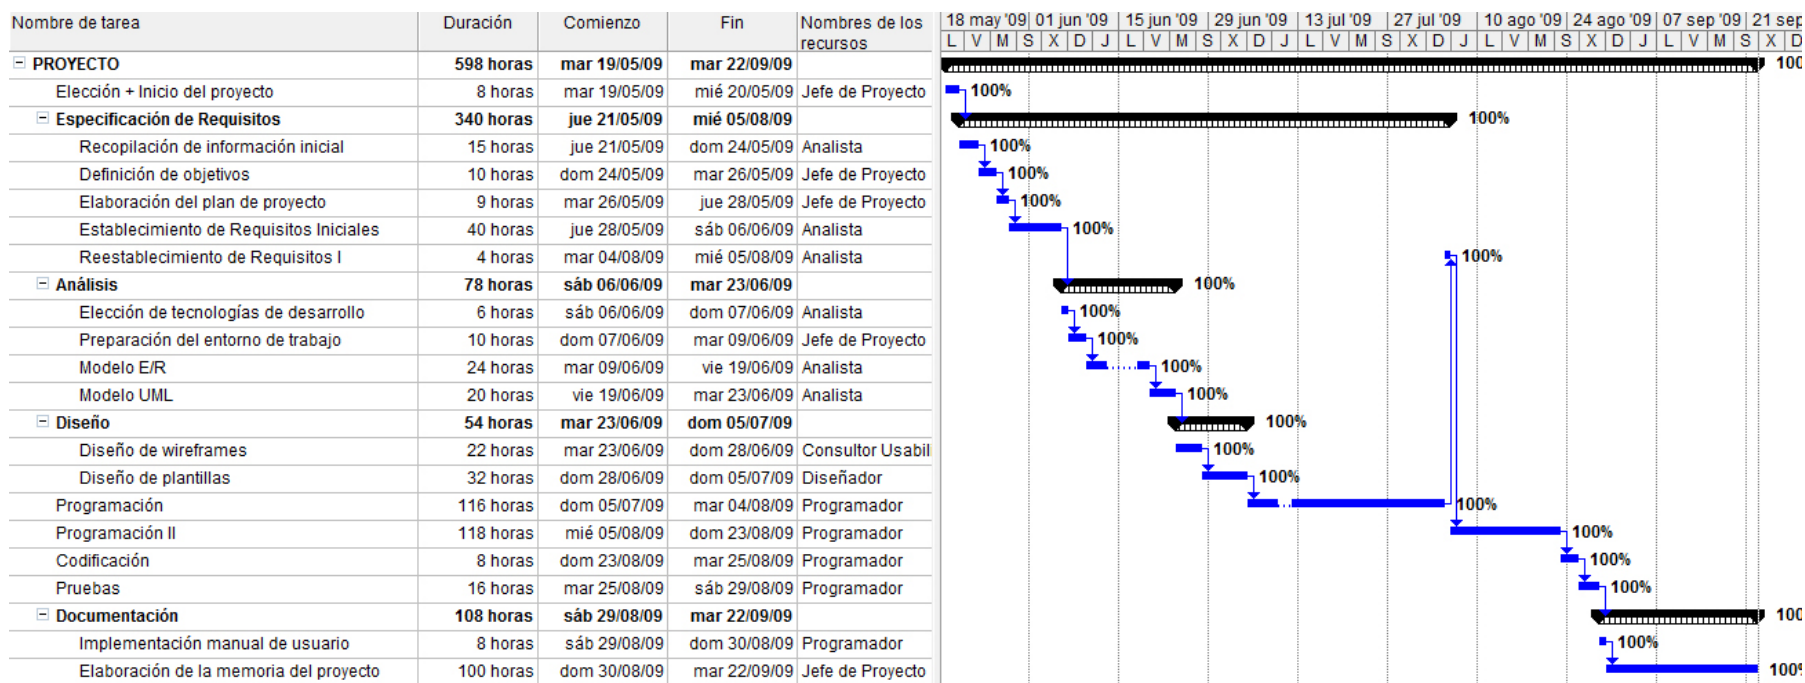 Nombre de tarea Duración Comienzo Fin Nombres de los recursos 18 may '09 01 jun '09 15 jun '09 29 jun '09 13 jul '09 27 jul '09 10 ago '09 24 ago '09 07 sep '09 21 sep
L V M S X D J L V M S X D J L V M S X D J L V M S X D J L V M S X D
PROYECTO 598 horas mar 19/05/09 mar 22/09/09 100
Elección + Inicio del proyecto 8 horas mar 19/05/09 mié 20/05/09 Jefe de Proyecto 100%
Especificación de Requisitos 340 horas jue 21/05/09 mié 05/08/09 100%
Recopilación de información inicial 15 horas jue 21/05/09 dom 24/05/09 Analista 100%
Definición de objetivos 10 horas dom 24/05/09 mar 26/05/09 Jefe de Proyecto 100%
Elaboración del plan de proyecto 9 horas mar 26/05/09 jue 28/05/09 Jefe de Proyecto 100%
Establecimiento de Requisitos Iniciales 40 horas jue 28/05/09 sáb 06/06/09 Analista 100%
Reestablecimiento de Requisitos I 4 horas mar 04/08/09 mié 05/08/09 Analista 100%
Análisis 78 horas sáb 06/06/09 mar 23/06/09 100%
Elección de tecnologías de desarrollo 6 horas sáb 06/06/09 dom 07/06/09 Analista 100%
Preparación del entorno de trabajo 10 horas dom 07/06/09 mar 09/06/09 Jefe de Proyecto 100%
Modelo E/R 24 horas mar 09/06/09 vie 19/06/09 Analista 100%
Modelo UML 20 horas vie 19/06/09 mar 23/06/09 Analista 100%
Diseño 54 horas mar 23/06/09 dom 05/07/09 100%
Diseño de wireframes 22 horas mar 23/06/09 dom 28/06/09 Consultor Usabil 100%
Diseño de plantillas 32 horas dom 28/06/09 dom 05/07/09 Diseñador 100%
Programación 116 horas dom 05/07/09 mar 04/08/09 Programador 100%
Programación II 118 horas mié 05/08/09 dom 23/08/09 Programador 100%
Codificación 8 horas dom 23/08/09 mar 25/08/09 Programador 100%
Pruebas 16 horas mar 25/08/09 sáb 29/08/09 Programador 100%
Documentación 108 horas sáb 29/08/09 mar 22/09/09 100
Implementación manual de usuario 8 horas sáb 29/08/09 dom 30/08/09 Programador 100%
Elaboración de la memoria del proyecto 100 horas dom 30/08/09 mar 22/09/09 Jefe de Proyecto 100%